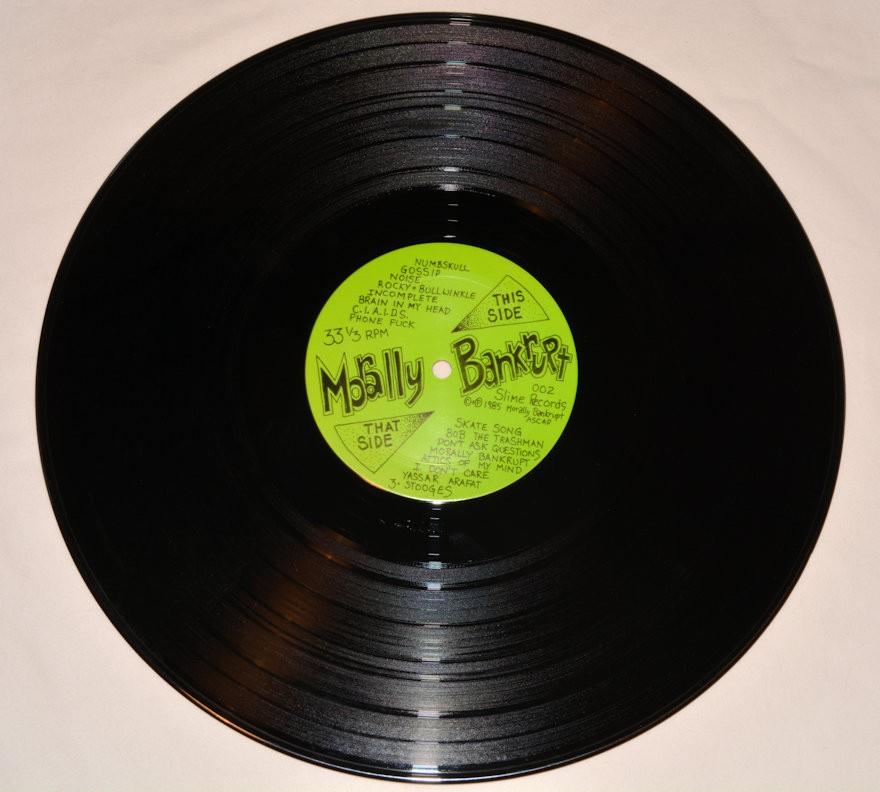 NUMBSKULL
GOSSIP
NOISE
ROCKY + BULLWINKLE
INCOMPLETE
BRAIN IN MY HEAD
C.I.A.I.D.S.
PHONE FUCK
33 1/3 RPM
THIS
SIDE
Morally Bankrupt
002
Slime Records
©+℗ 1985 Morally Bankrupt
ASCAP
THAT
SIDE
SKATE SONG
BOB THE TRASHMAN
DONT ASK QUESTIONS
MORALLY BANKRUPT
ATTICS OF MY MIND
I DON'T CARE
YASSAR ARAFAT
3. STOOGES